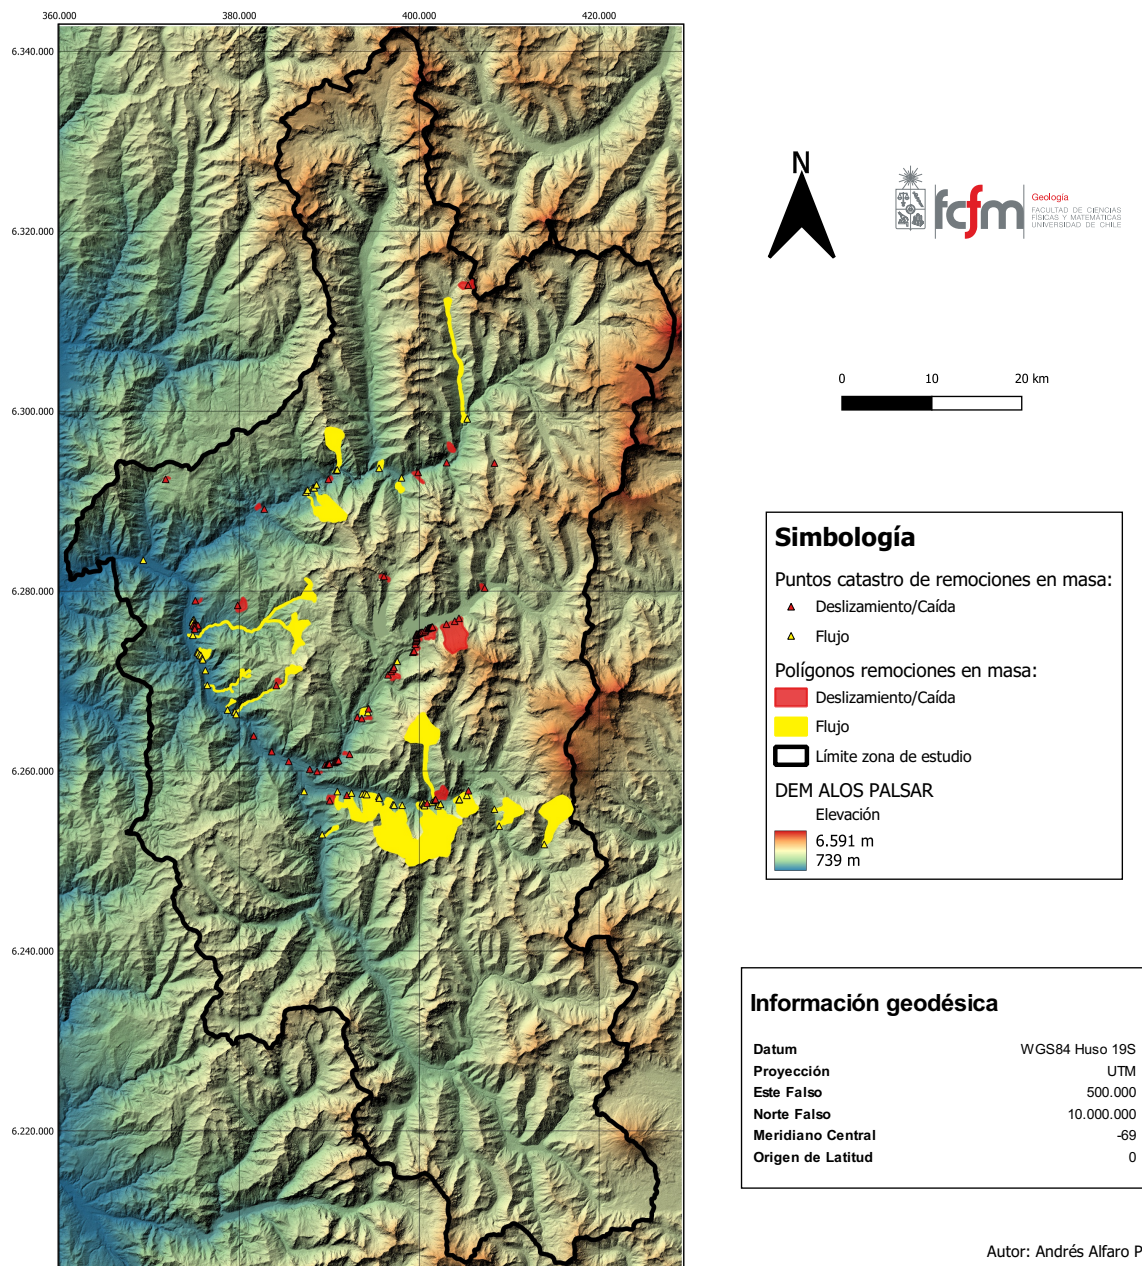 360.000
380.000
400.000
420.000
6.340.000
6.320.000
6.300.000
6.280.000
6.260.000
6.240.000
6.220.000
N
fcfm
Geología
FACULTAD DE CIENCIAS
FÍSICAS Y MATEMÁTICAS
UNIVERSIDAD DE CHILE
0 10 20 km
Simbología
Puntos catastro de remociones en masa:
Deslizamiento/Caída
Flujo
Polígonos remociones en masa:
Deslizamiento/Caída
Flujo
Límite zona de estudio
DEM ALOS PALSAR
Elevación
6.591 m
739 m
Información geodésica
Datum WGS84 Huso 19S
Proyección UTM
Este Falso 500.000
Norte Falso 10.000.000
Meridiano Central -69
Origen de Latitud 0
Autor: Andrés Alfaro P